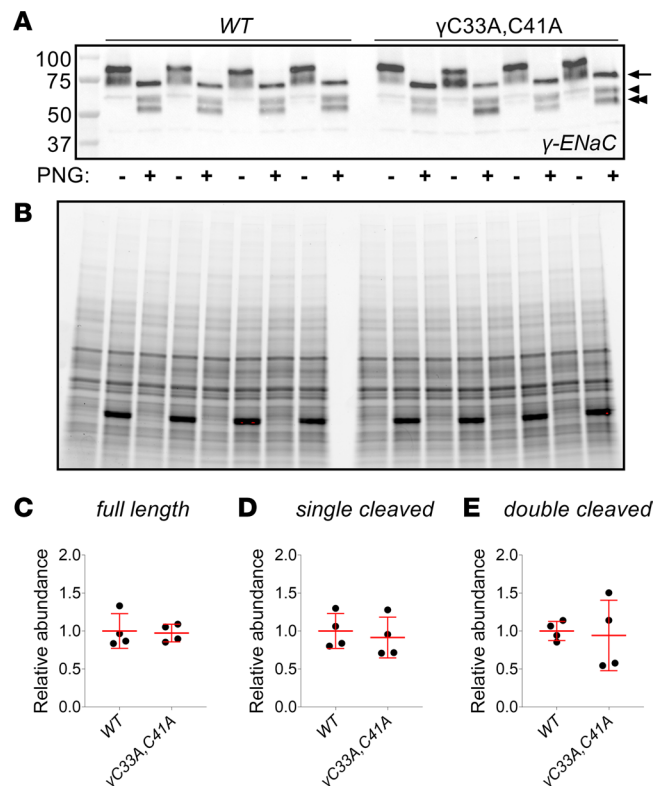 A
WT γC33A,C41A
100
75
50
37
γ-ENaC
PNG: - + - + - + - + - + - + - + - +
B
C full length D single cleaved E double cleaved
Relative abundance
2.0
1.5
1.0
0.5
0.0
WT
γC33A,C41A
Relative abundance
2.0
1.5
1.0
0.5
0.0
WT
γC33A,C41A
Relative abundance
2.0
1.5
1.0
0.5
0.0
WT
γC33A,C41A